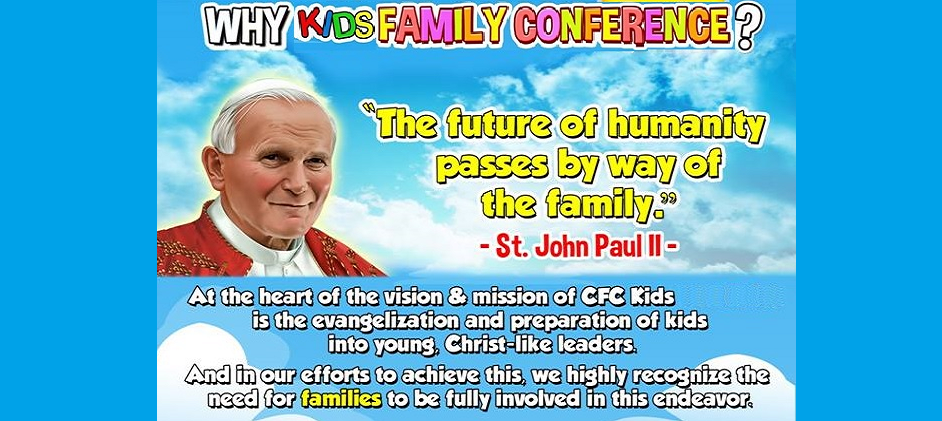 WHY KIDS FAMILY CONFERENCE?
"The future of humanity
passes by way of
the family."
- St. John Paul II -
At the heart of the vision & mission of CFC Kids
is the evangelization and preparation of kids
into young, Christ-like leaders.
And in our efforts to achieve this, we highly recognize the
need for families to be fully involved in this endeavor.